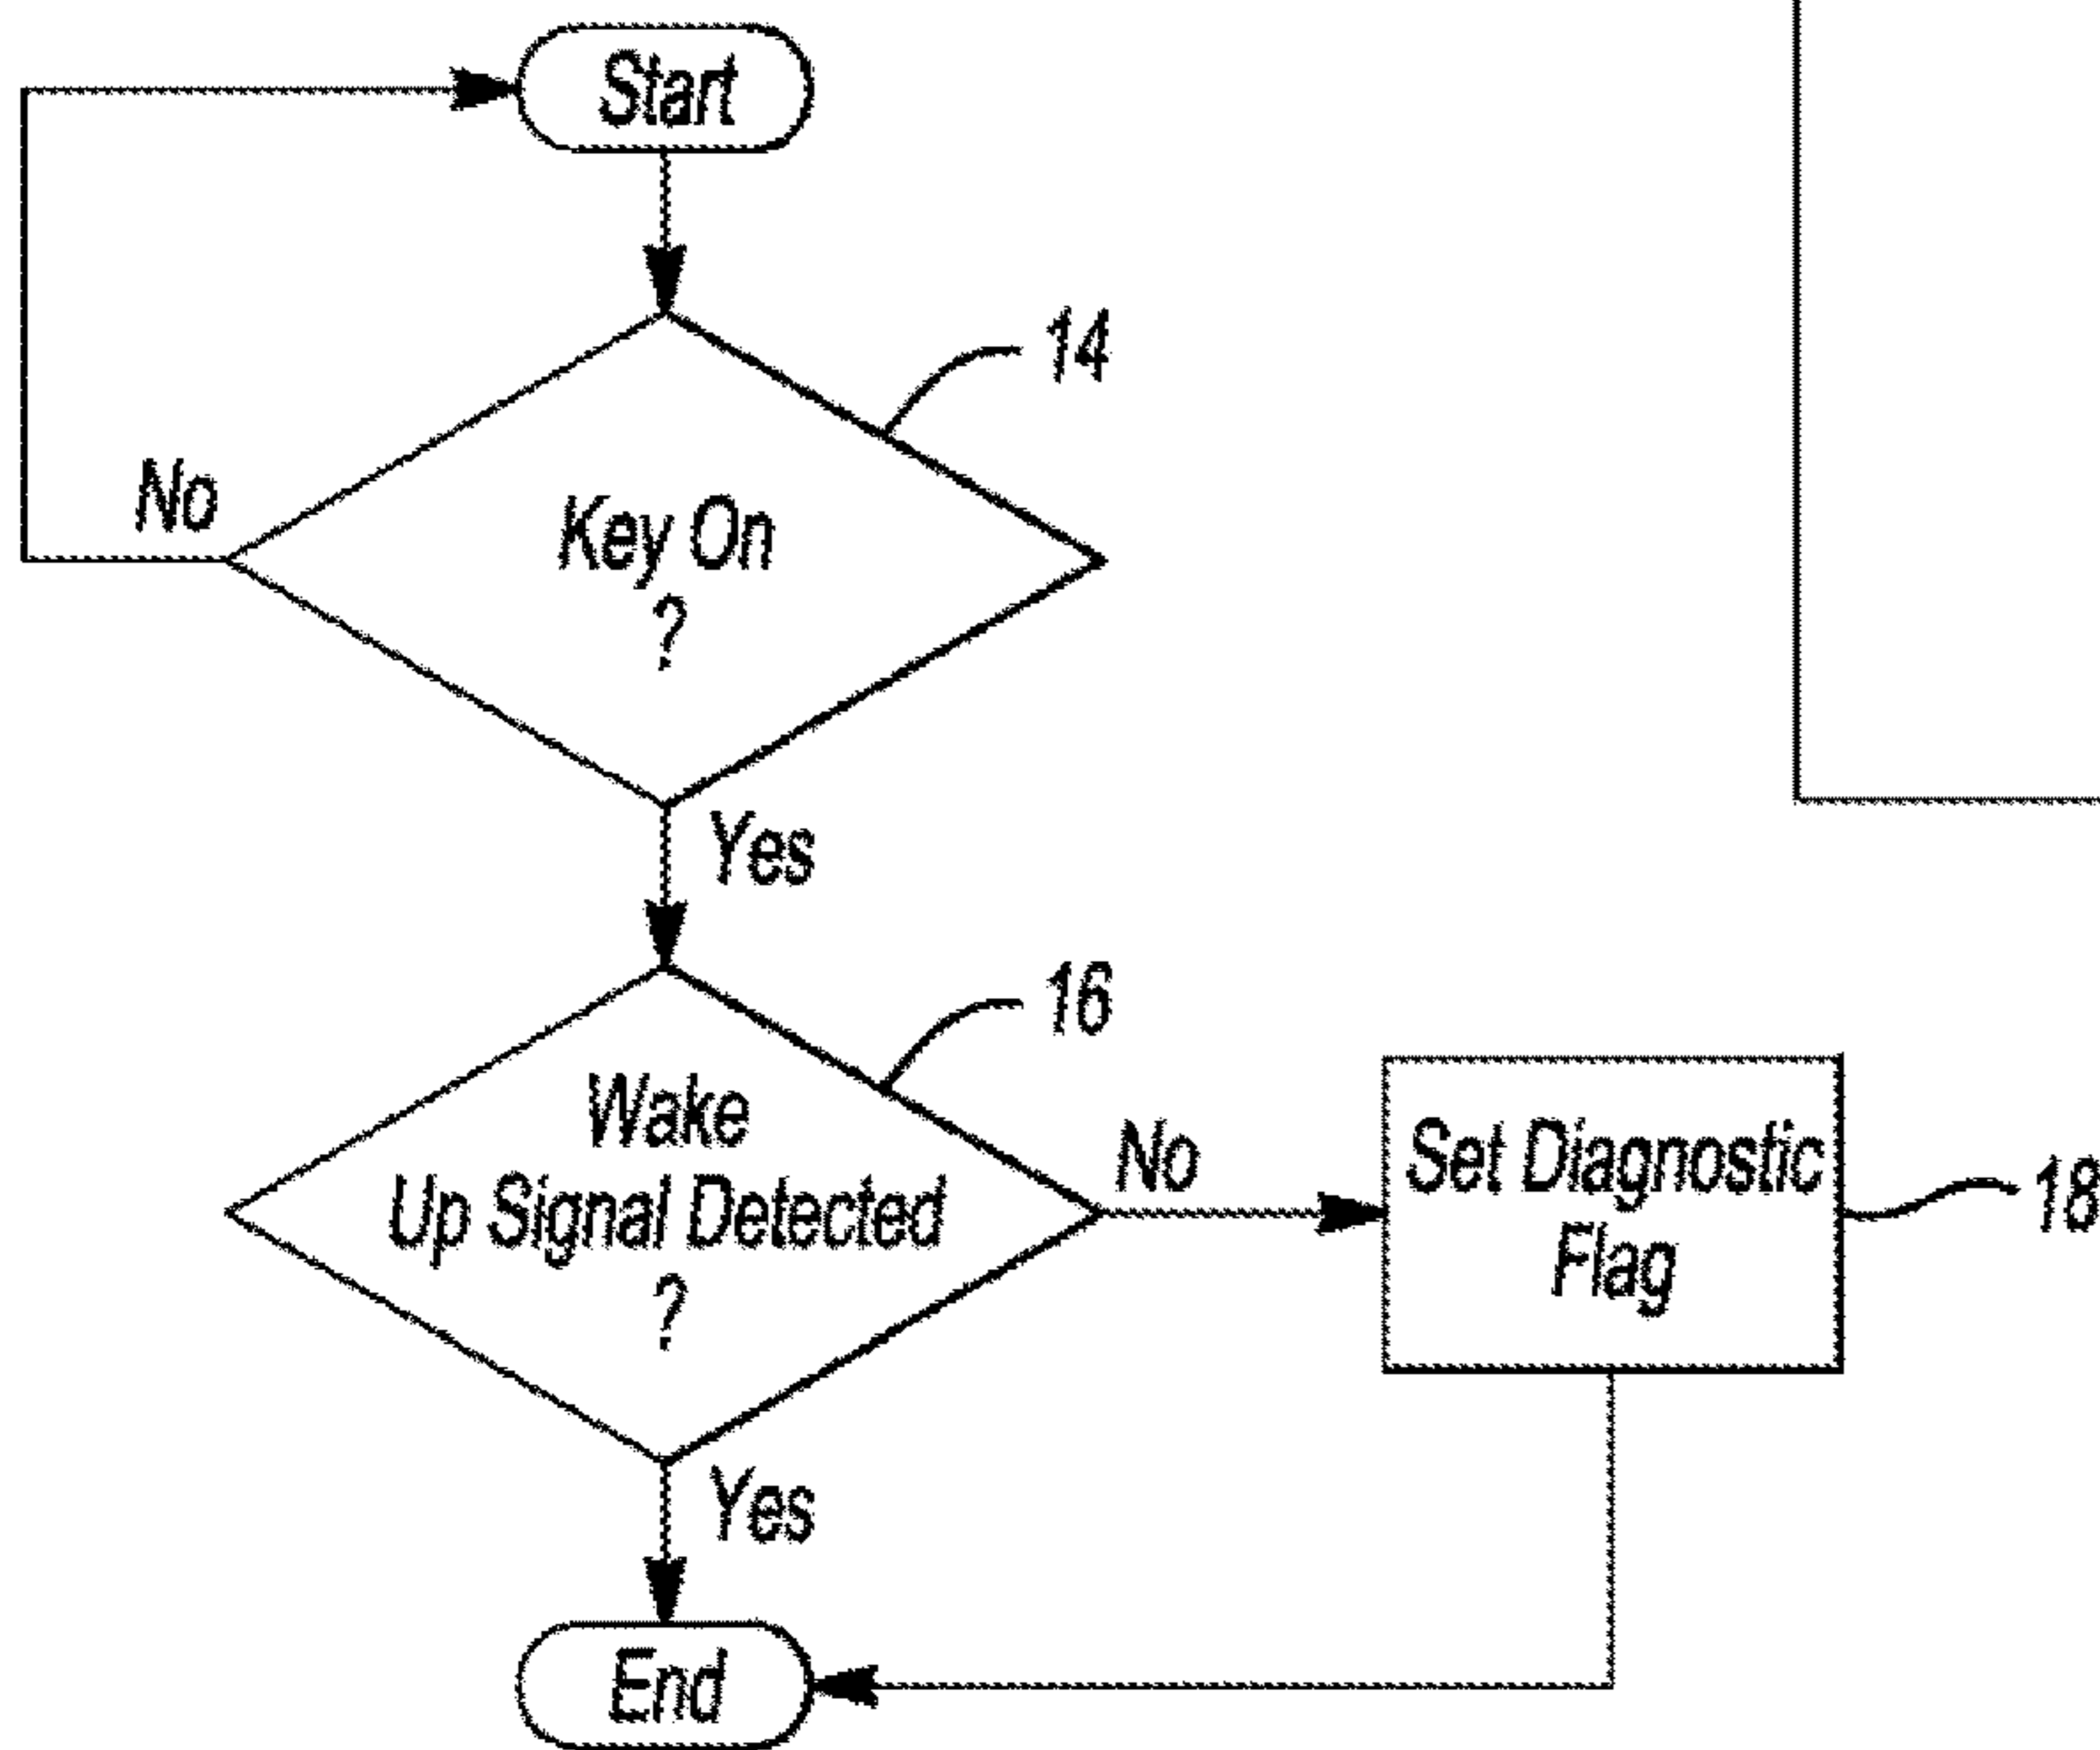 Start
14
No
Key On
?
Yes
16
Wake
Up Signal Detected
?
No
Set Diagnostic
Flag
18
Yes
End